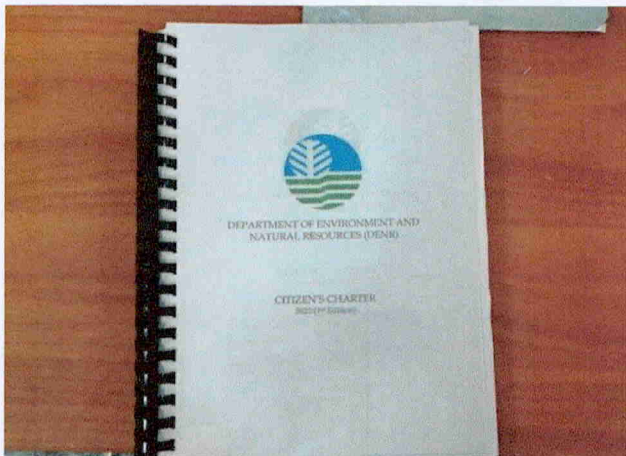 DEPARTMENT OF ENVIRONMENT AND
NATURAL RESOURCES (DENR)
CITIZEN'S CHARTER